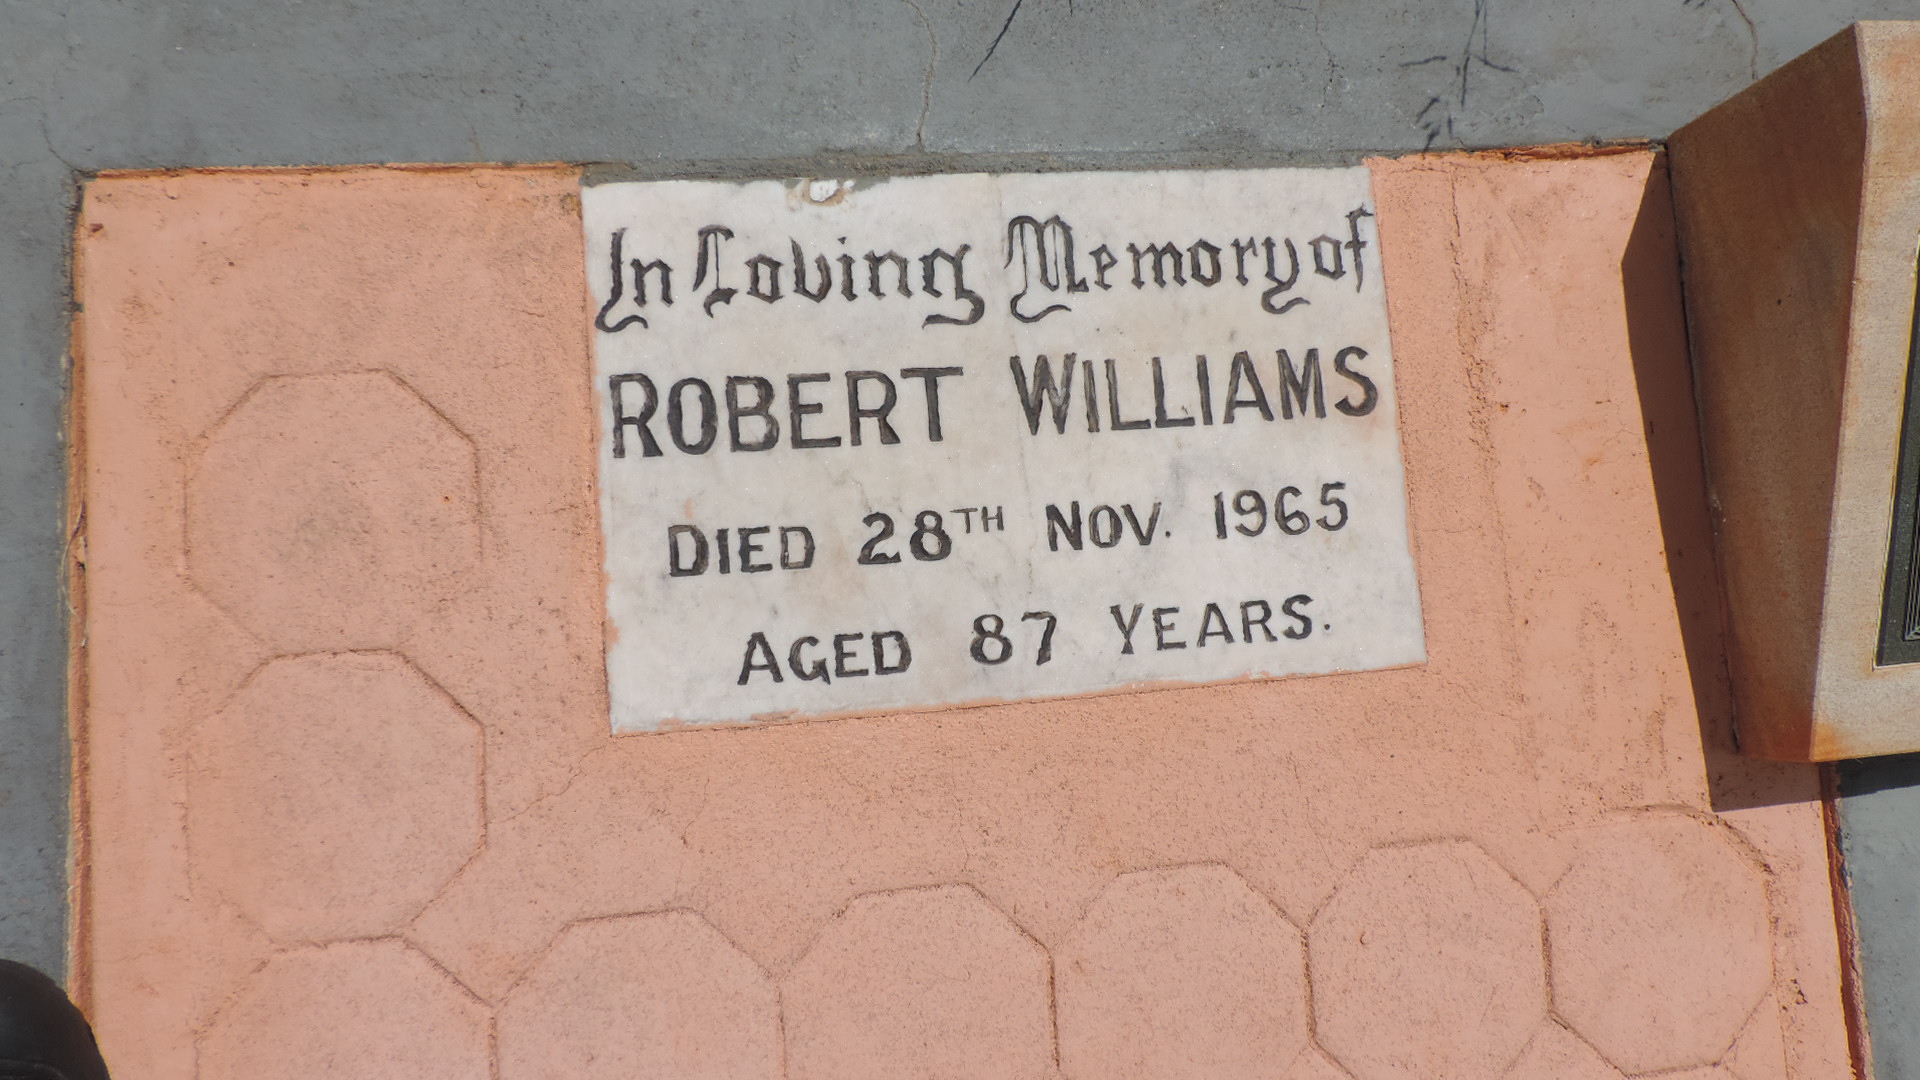 In Loving Memory of
ROBERT WILLIAMS
DIED 28TH NOV. 1965
AGED 87 YEARS.